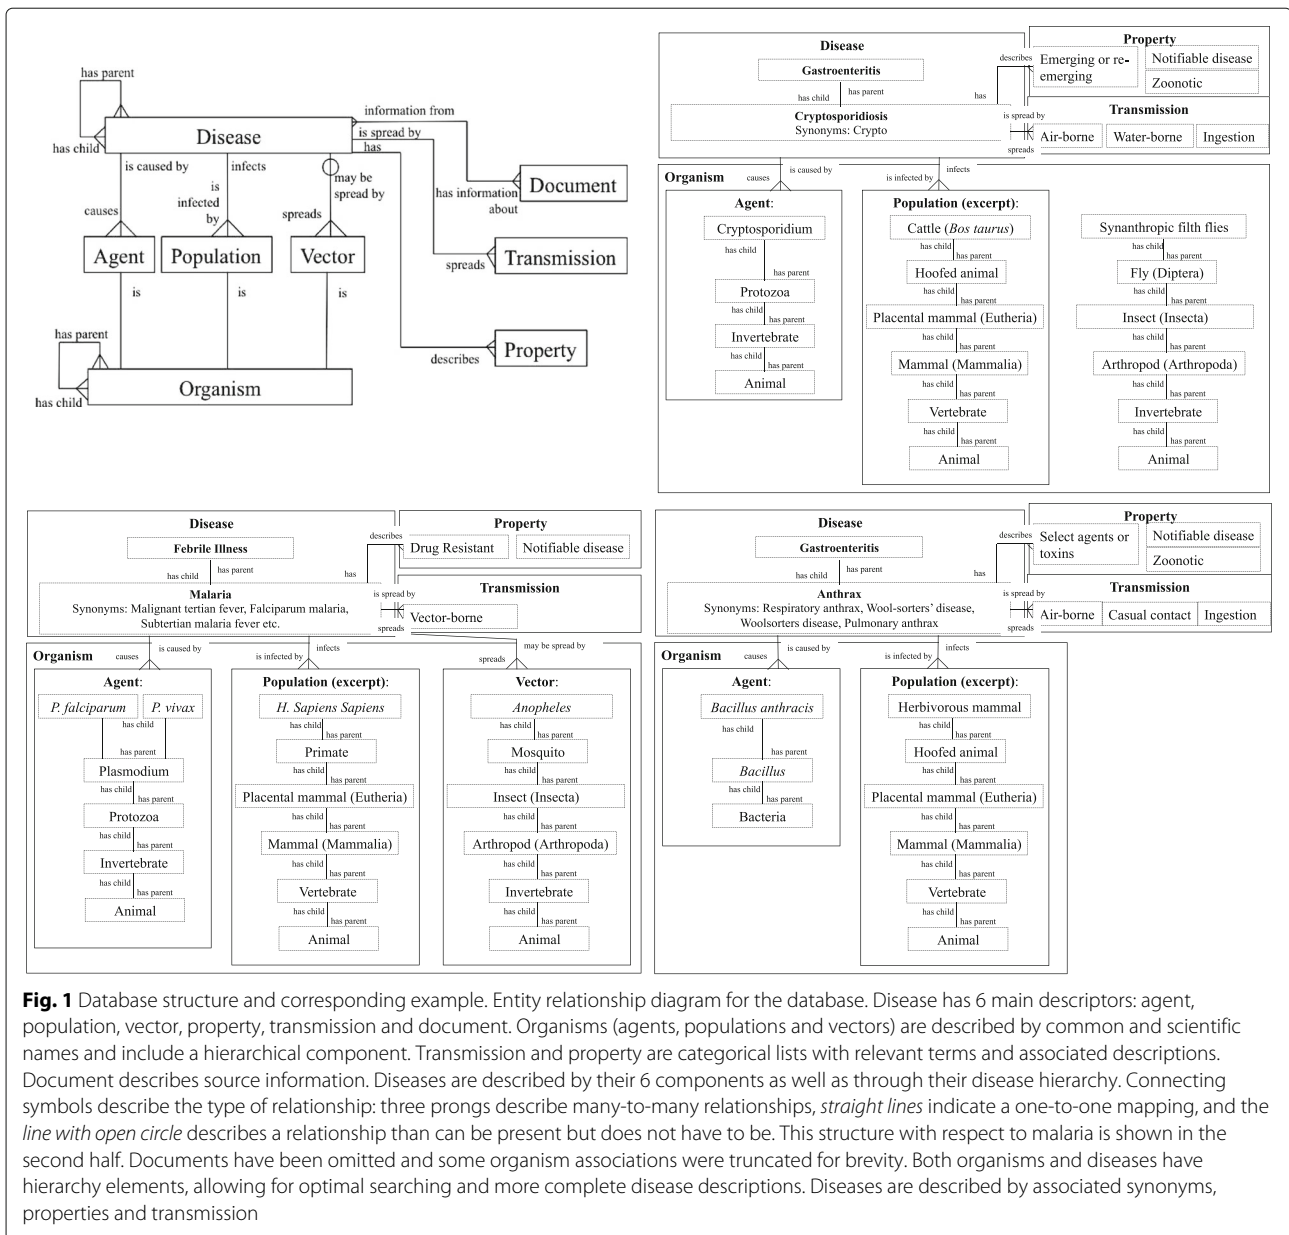 has parent
has child
Disease
information from
is spread by
has
is caused by
infects
may be
spread by
is
infected
by
causes
spreads
has information
about
spreads
describes
Document
Transmission
Property
Agent
Population
Vector
is
is
is
has parent
has child
Organism
Disease
Gastroenteritis
has child
has parent
Cryptosporidiosis
Synonyms: Crypto
has
describes
is spread by
spreads
Property
Emerging or re-
emerging
Notifiable disease
Zoonotic
Transmission
Air-borne
Water-borne
Ingestion
Organism
causes
is caused by
is infected by
infects
Agent:
Cryptosporidium
has child
has parent
Protozoa
has child
has parent
Invertebrate
has child
has parent
Animal
Population (excerpt):
Cattle (Bos taurus)
has child
has parent
Hoofed animal
has child
has parent
Placental mammal (Eutheria)
has child
has parent
Mammal (Mammalia)
has child
has parent
Vertebrate
has child
has parent
Animal
Synanthropic filth flies
has child
has parent
Fly (Diptera)
has child
has parent
Insect (Insecta)
has child
has parent
Arthropod (Arthropoda)
has child
has parent
Invertebrate
has child
has parent
Animal
Disease
Febrile Illness
has child
has parent
Malaria
Synonyms: Malignant tertian fever, Falciparum malaria,
Subtertian malaria fever etc.
has
describes
is spread by
spreads
Property
Drug Resistant
Notifiable disease
Transmission
Vector-borne
Organism
causes
is caused by
is infected by
infects
may be spread by
spreads
Agent:
P. falciparum
P. vivax
has child
has parent
Plasmodium
has child
has parent
Protozoa
has child
has parent
Invertebrate
has child
has parent
Animal
Population (excerpt):
H. Sapiens Sapiens
has child
has parent
Primate
has child
has parent
Placental mammal (Eutheria)
has child
has parent
Mammal (Mammalia)
has child
has parent
Vertebrate
has child
has parent
Animal
Vector:
Anopheles
has child
has parent
Mosquito
has child
has parent
Insect (Insecta)
has child
has parent
Arthropod (Arthropoda)
has child
has parent
Invertebrate
has child
has parent
Animal
Disease
Gastroenteritis
has child
has parent
Anthrax
Synonyms: Respiratory anthrax, Wool-sorters' disease,
Woolsorters disease, Pulmonary anthrax
has
describes
is spread by
spreads
Property
Select agents or
toxins
Notifiable disease
Zoonotic
Transmission
Air-borne
Casual contact
Ingestion
Organism
causes
is caused by
is infected by
infects
Agent:
Bacillus anthracis
has child
has parent
Bacillus
has child
has parent
Bacteria
Population (excerpt):
Herbivorous mammal
has child
has parent
Hoofed animal
has child
has parent
Placental mammal (Eutheria)
has child
has parent
Mammal (Mammalia)
has child
has parent
Vertebrate
has child
has parent
Animal
Fig. 1 Database structure and corresponding example. Entity relationship diagram for the database. Disease has 6 main descriptors: agent,
population, vector, property, transmission and document. Organisms (agents, populations and vectors) are described by common and scientific
names and include a hierarchical component. Transmission and property are categorical lists with relevant terms and associated descriptions.
Document describes source information. Diseases are described by their 6 components as well as through their disease hierarchy. Connecting
symbols describe the type of relationship: three prongs describe many-to-many relationships, straight lines indicate a one-to-one mapping, and the
line with open circle describes a relationship than can be present but does not have to be. This structure with respect to malaria is shown in the
second half. Documents have been omitted and some organism associations were truncated for brevity. Both organisms and diseases have
hierarchy elements, allowing for optimal searching and more complete disease descriptions. Diseases are described by associated synonyms,
properties and transmission